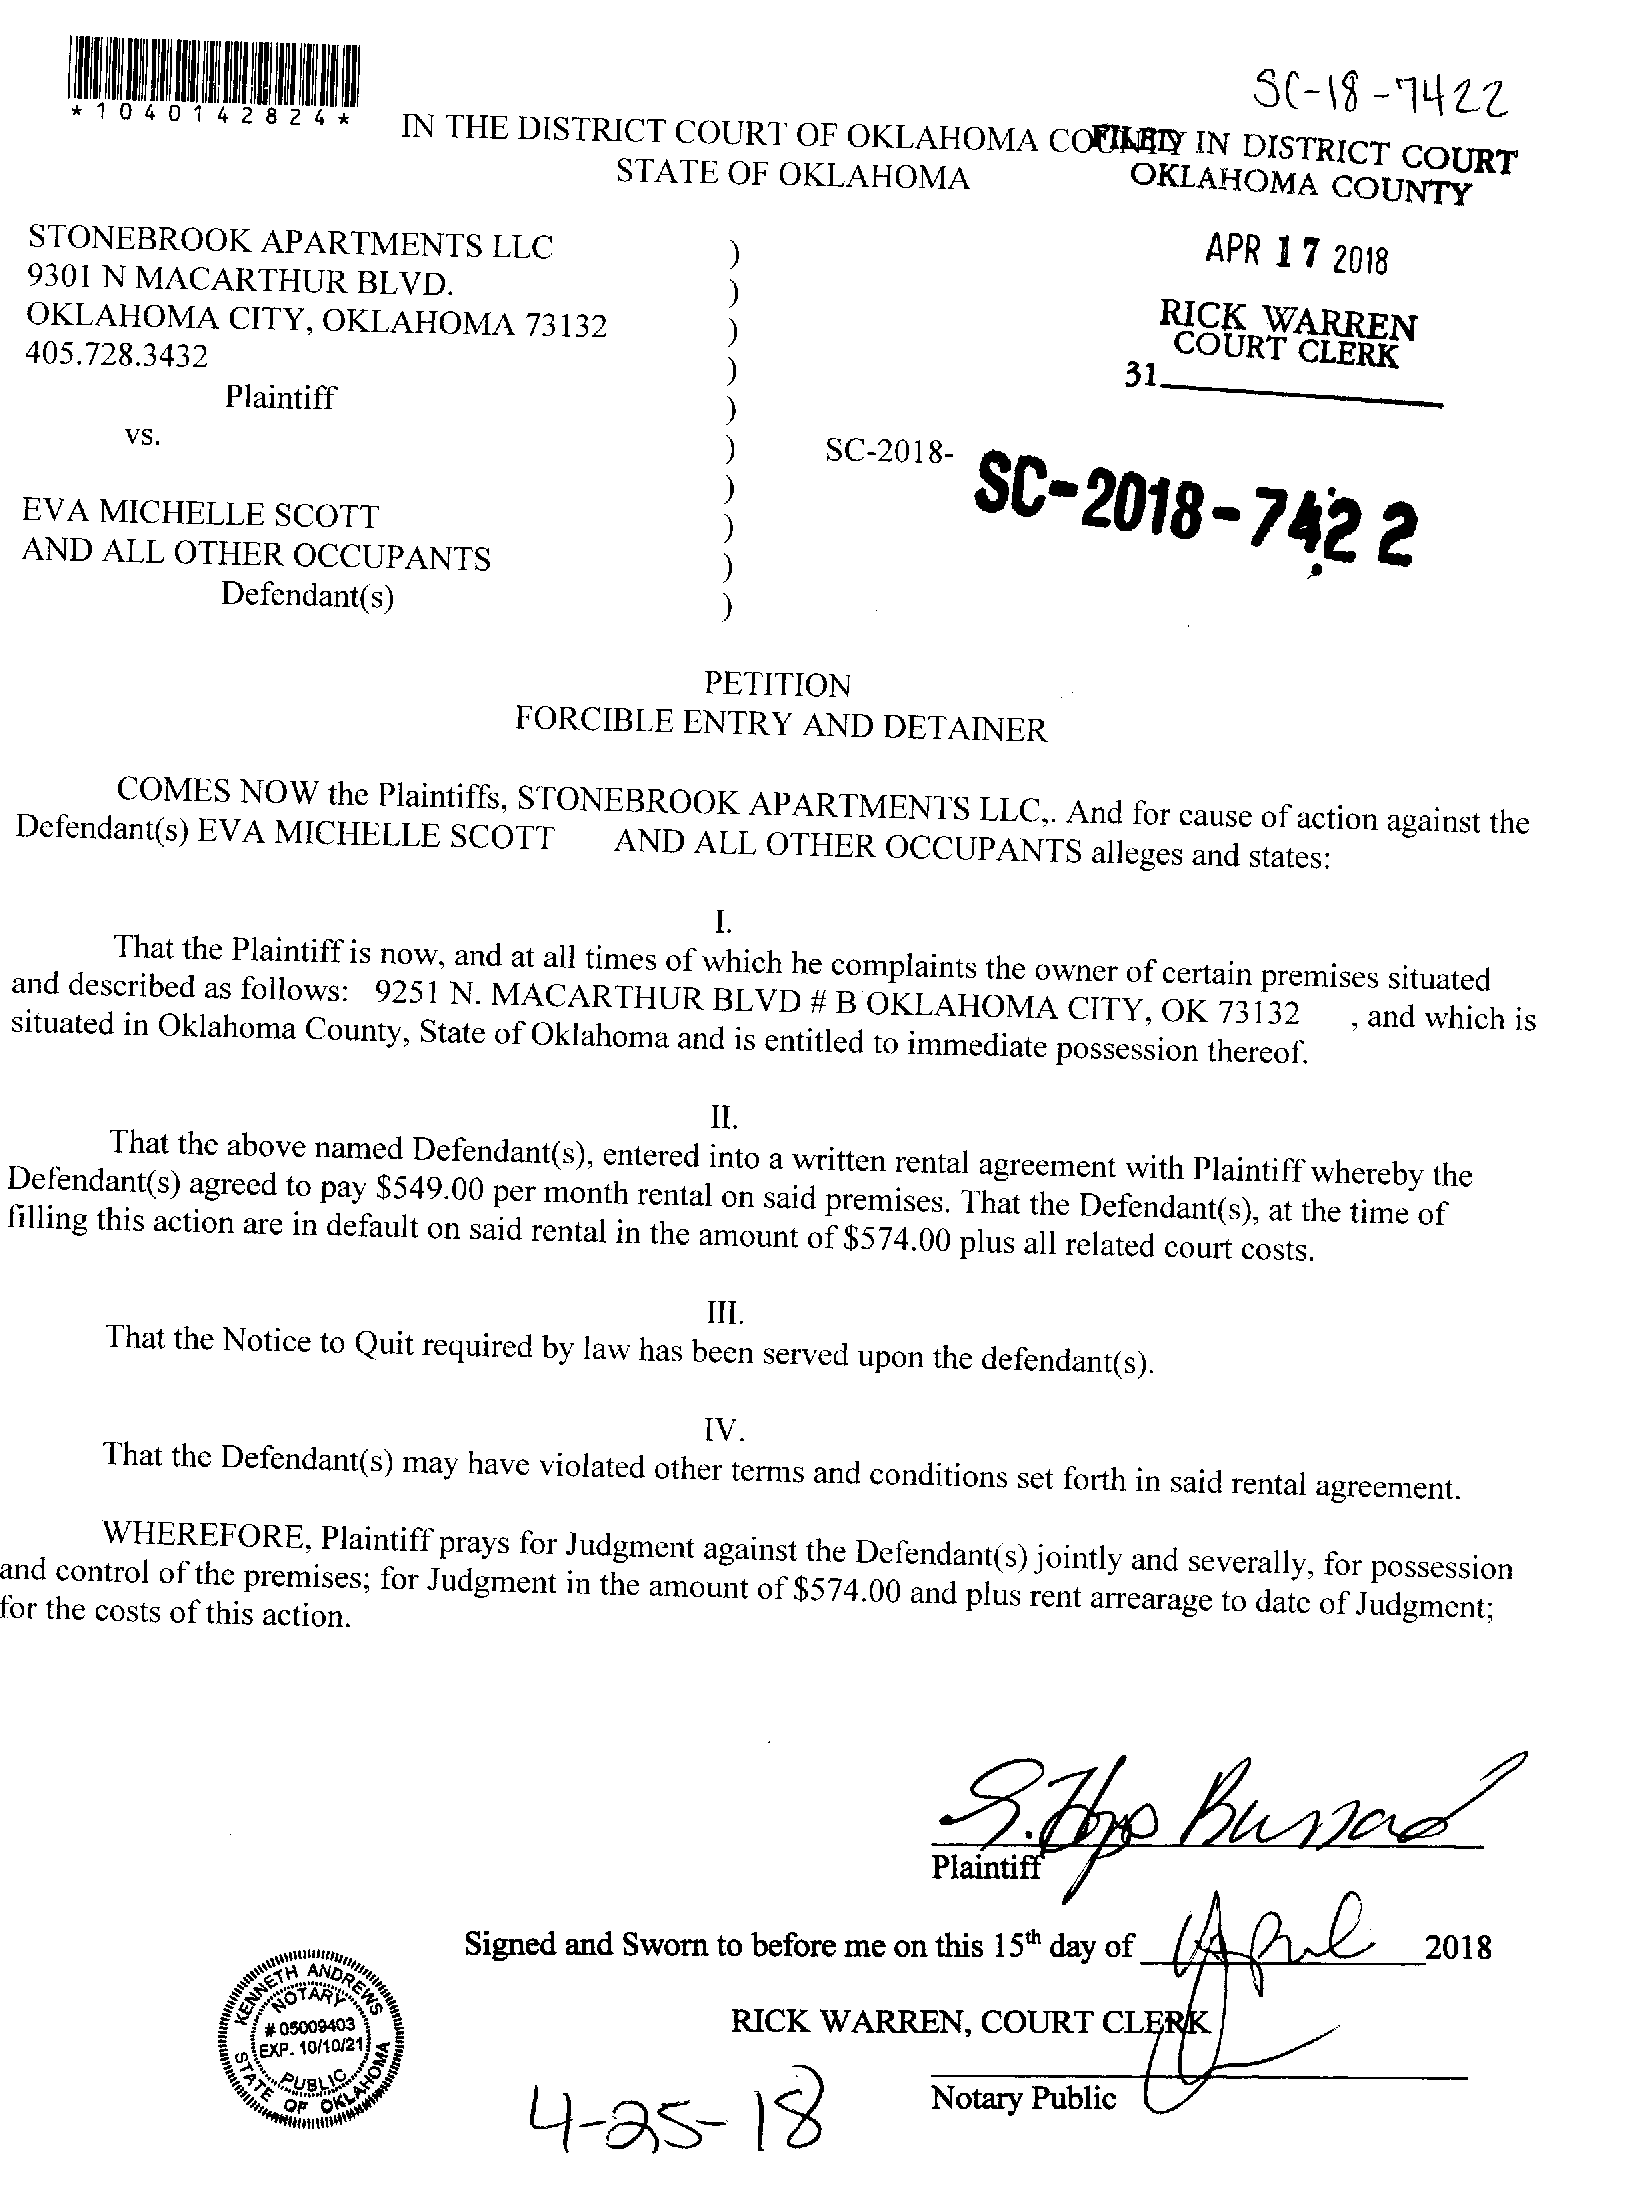 SC-18-7422
*1040142824*
IN THE DISTRICT COURT OF OKLAHOMA COUNTY
STATE OF OKLAHOMA
FILED IN DISTRICT COURT
OKLAHOMA COUNTY
APR 17 2018
RICK WARREN
COURT CLERK
31
STONEBROOK APARTMENTS LLC )
9301 N MACARTHUR BLVD. )
OKLAHOMA CITY, OKLAHOMA 73132 )
405.728.3432 )
Plaintiff )
vs. ) SC-2018- SC-2018-7422
)
EVA MICHELLE SCOTT )
AND ALL OTHER OCCUPANTS )
Defendant(s) )
PETITION
FORCIBLE ENTRY AND DETAINER
COMES NOW the Plaintiffs, STONEBROOK APARTMENTS LLC,. And for cause of action against the
Defendant(s) EVA MICHELLE SCOTT AND ALL OTHER OCCUPANTS alleges and states:
I.
That the Plaintiff is now, and at all times of which he complaints the owner of certain premises situated
and described as follows: 9251 N. MACARTHUR BLVD # B OKLAHOMA CITY, OK 73132 , and which is
situated in Oklahoma County, State of Oklahoma and is entitled to immediate possession thereof.
II.
That the above named Defendant(s), entered into a written rental agreement with Plaintiff whereby the
Defendant(s) agreed to pay $549.00 per month rental on said premises. That the Defendant(s), at the time of
filling this action are in default on said rental in the amount of $574.00 plus all related court costs.
III.
That the Notice to Quit required by law has been served upon the defendant(s).
IV.
That the Defendant(s) may have violated other terms and conditions set forth in said rental agreement.
WHEREFORE, Plaintiff prays for Judgment against the Defendant(s) jointly and severally, for possession
and control of the premises; for Judgment in the amount of $574.00 and plus rent arrearage to date of Judgment;
for the costs of this action.
Plaintiff
Signed and Sworn to before me on this 15th day of April 2018
RICK WARREN, COURT CLERK
Notary Public
KENNETH ANDREWS
NOTARY
# 05009403
EXP. 10/10/21
PUBLIC
STATE OF OKLAHOMA
4-25-18